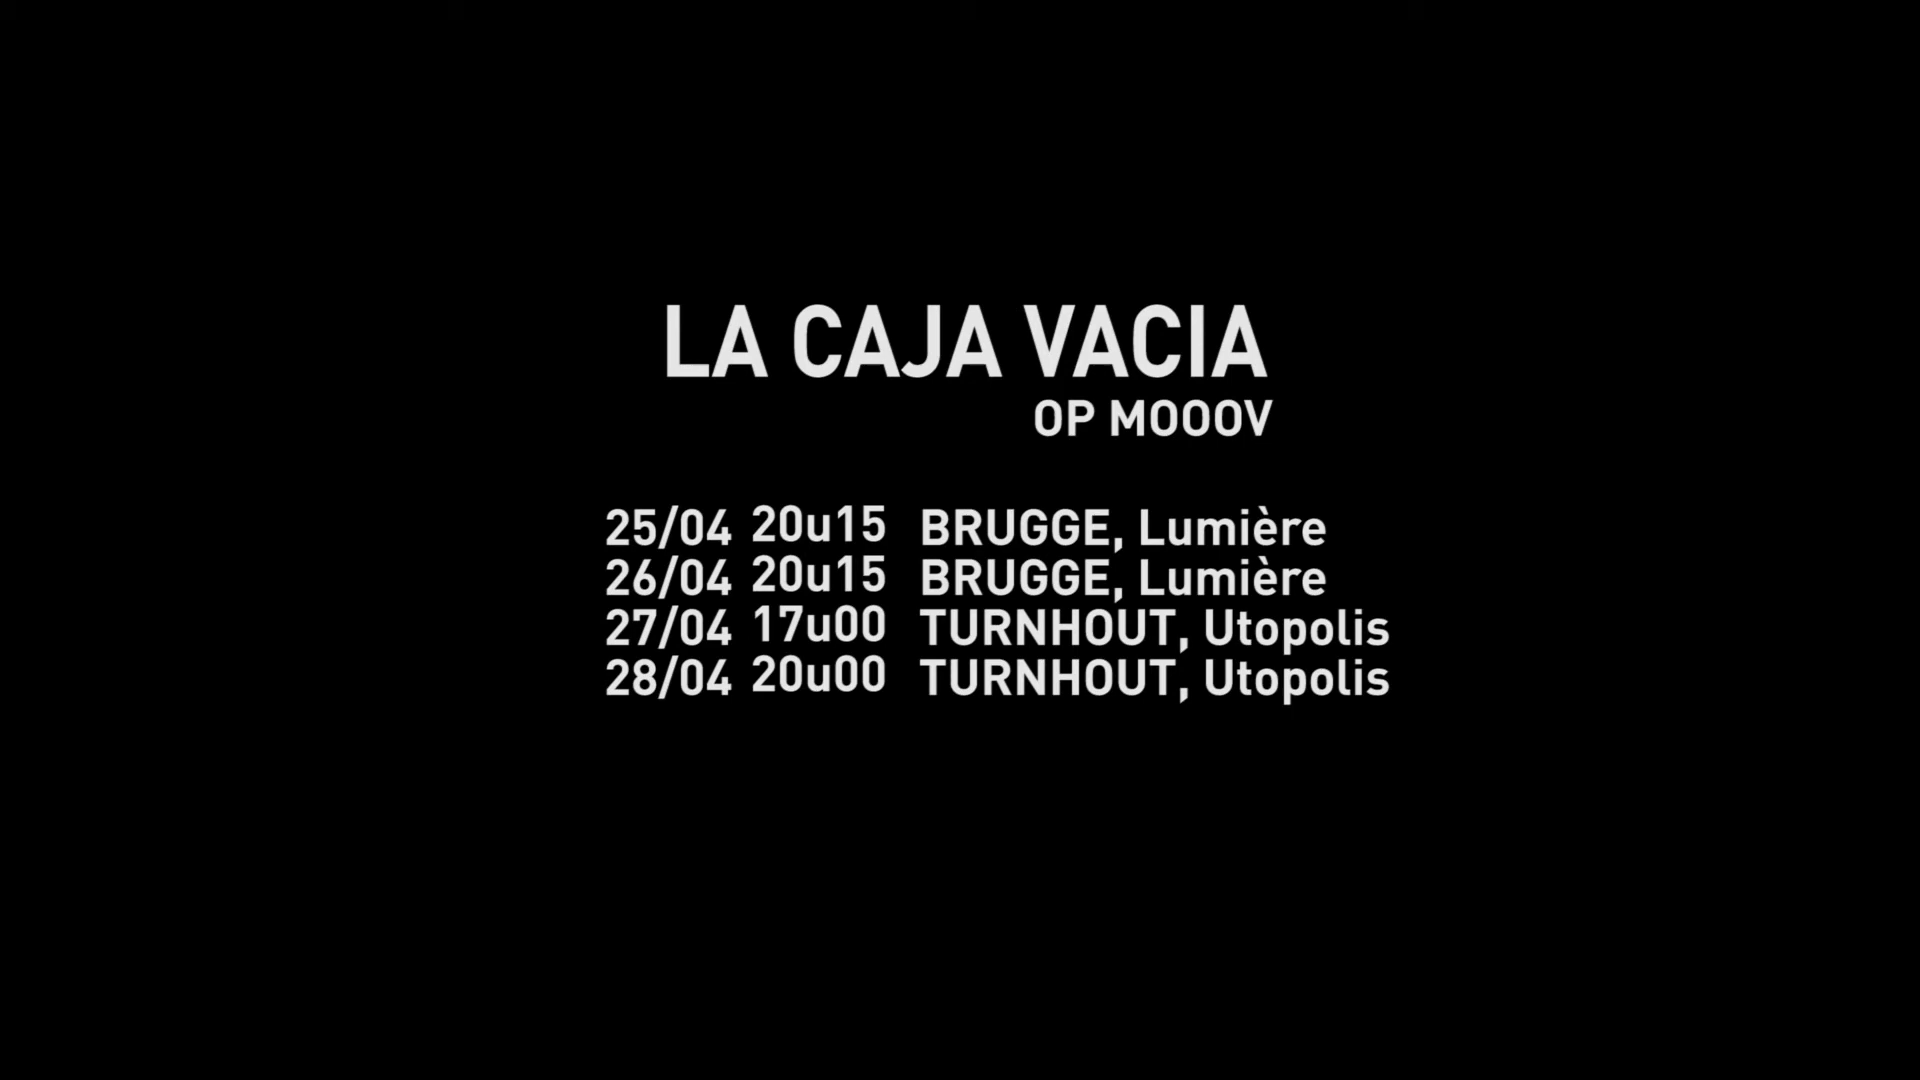 LA CAJA VACIA
OP MOOOV
25/04 20u15 BRUGGE, Lumière
26/04 20u15 BRUGGE, Lumière
27/04 17u00 TURNHOUT, Utopolis
28/04 20u00 TURNHOUT, Utopolis